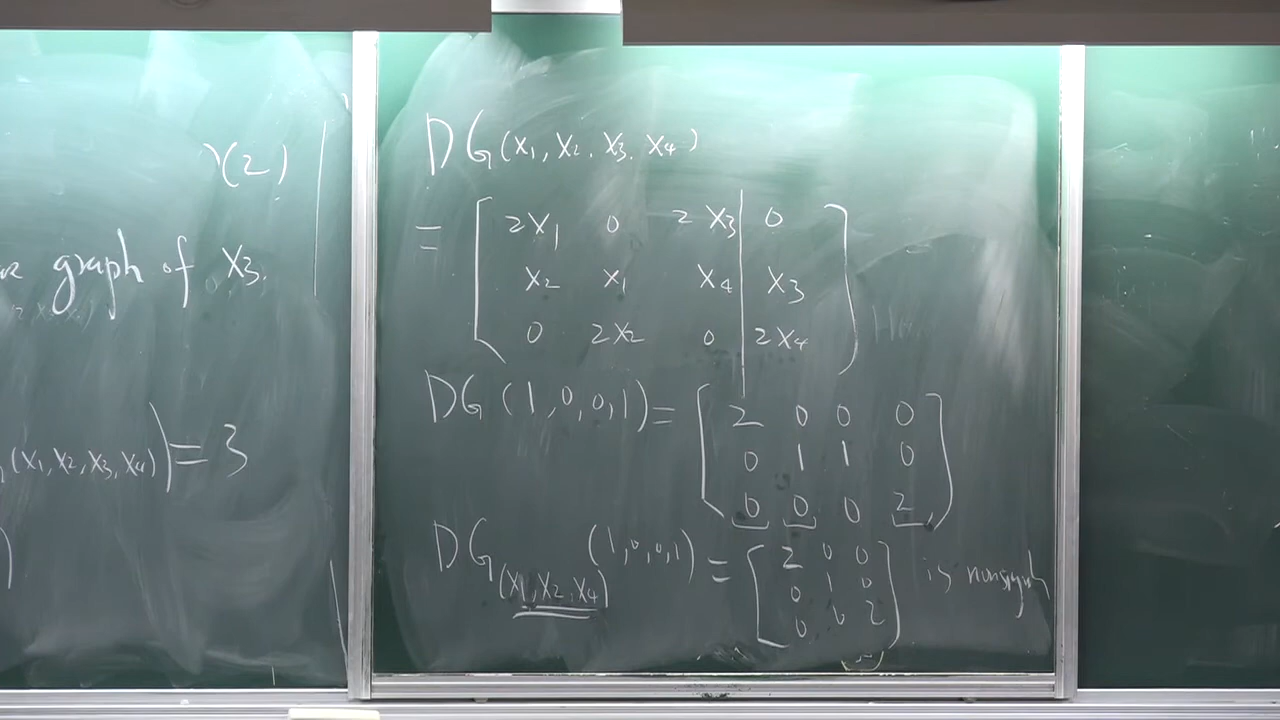 γ(2)
graph of X3.
(X1, X2, X3, X4) = 3
DG(X1, X2, X3, X4)
= [ 2X1 0 2X3 | 0
X2 X1 X4 | X3
0 2X2 0 | 2X4 ]
DG(1,0,0,1) = [ 2 0 0 0
0 1 1 0
0 0 0 2 ]
DG(X1,X2,X4) (1,0,0,1) = [ 2 0 0
0 1 0
0 0 2 ] is